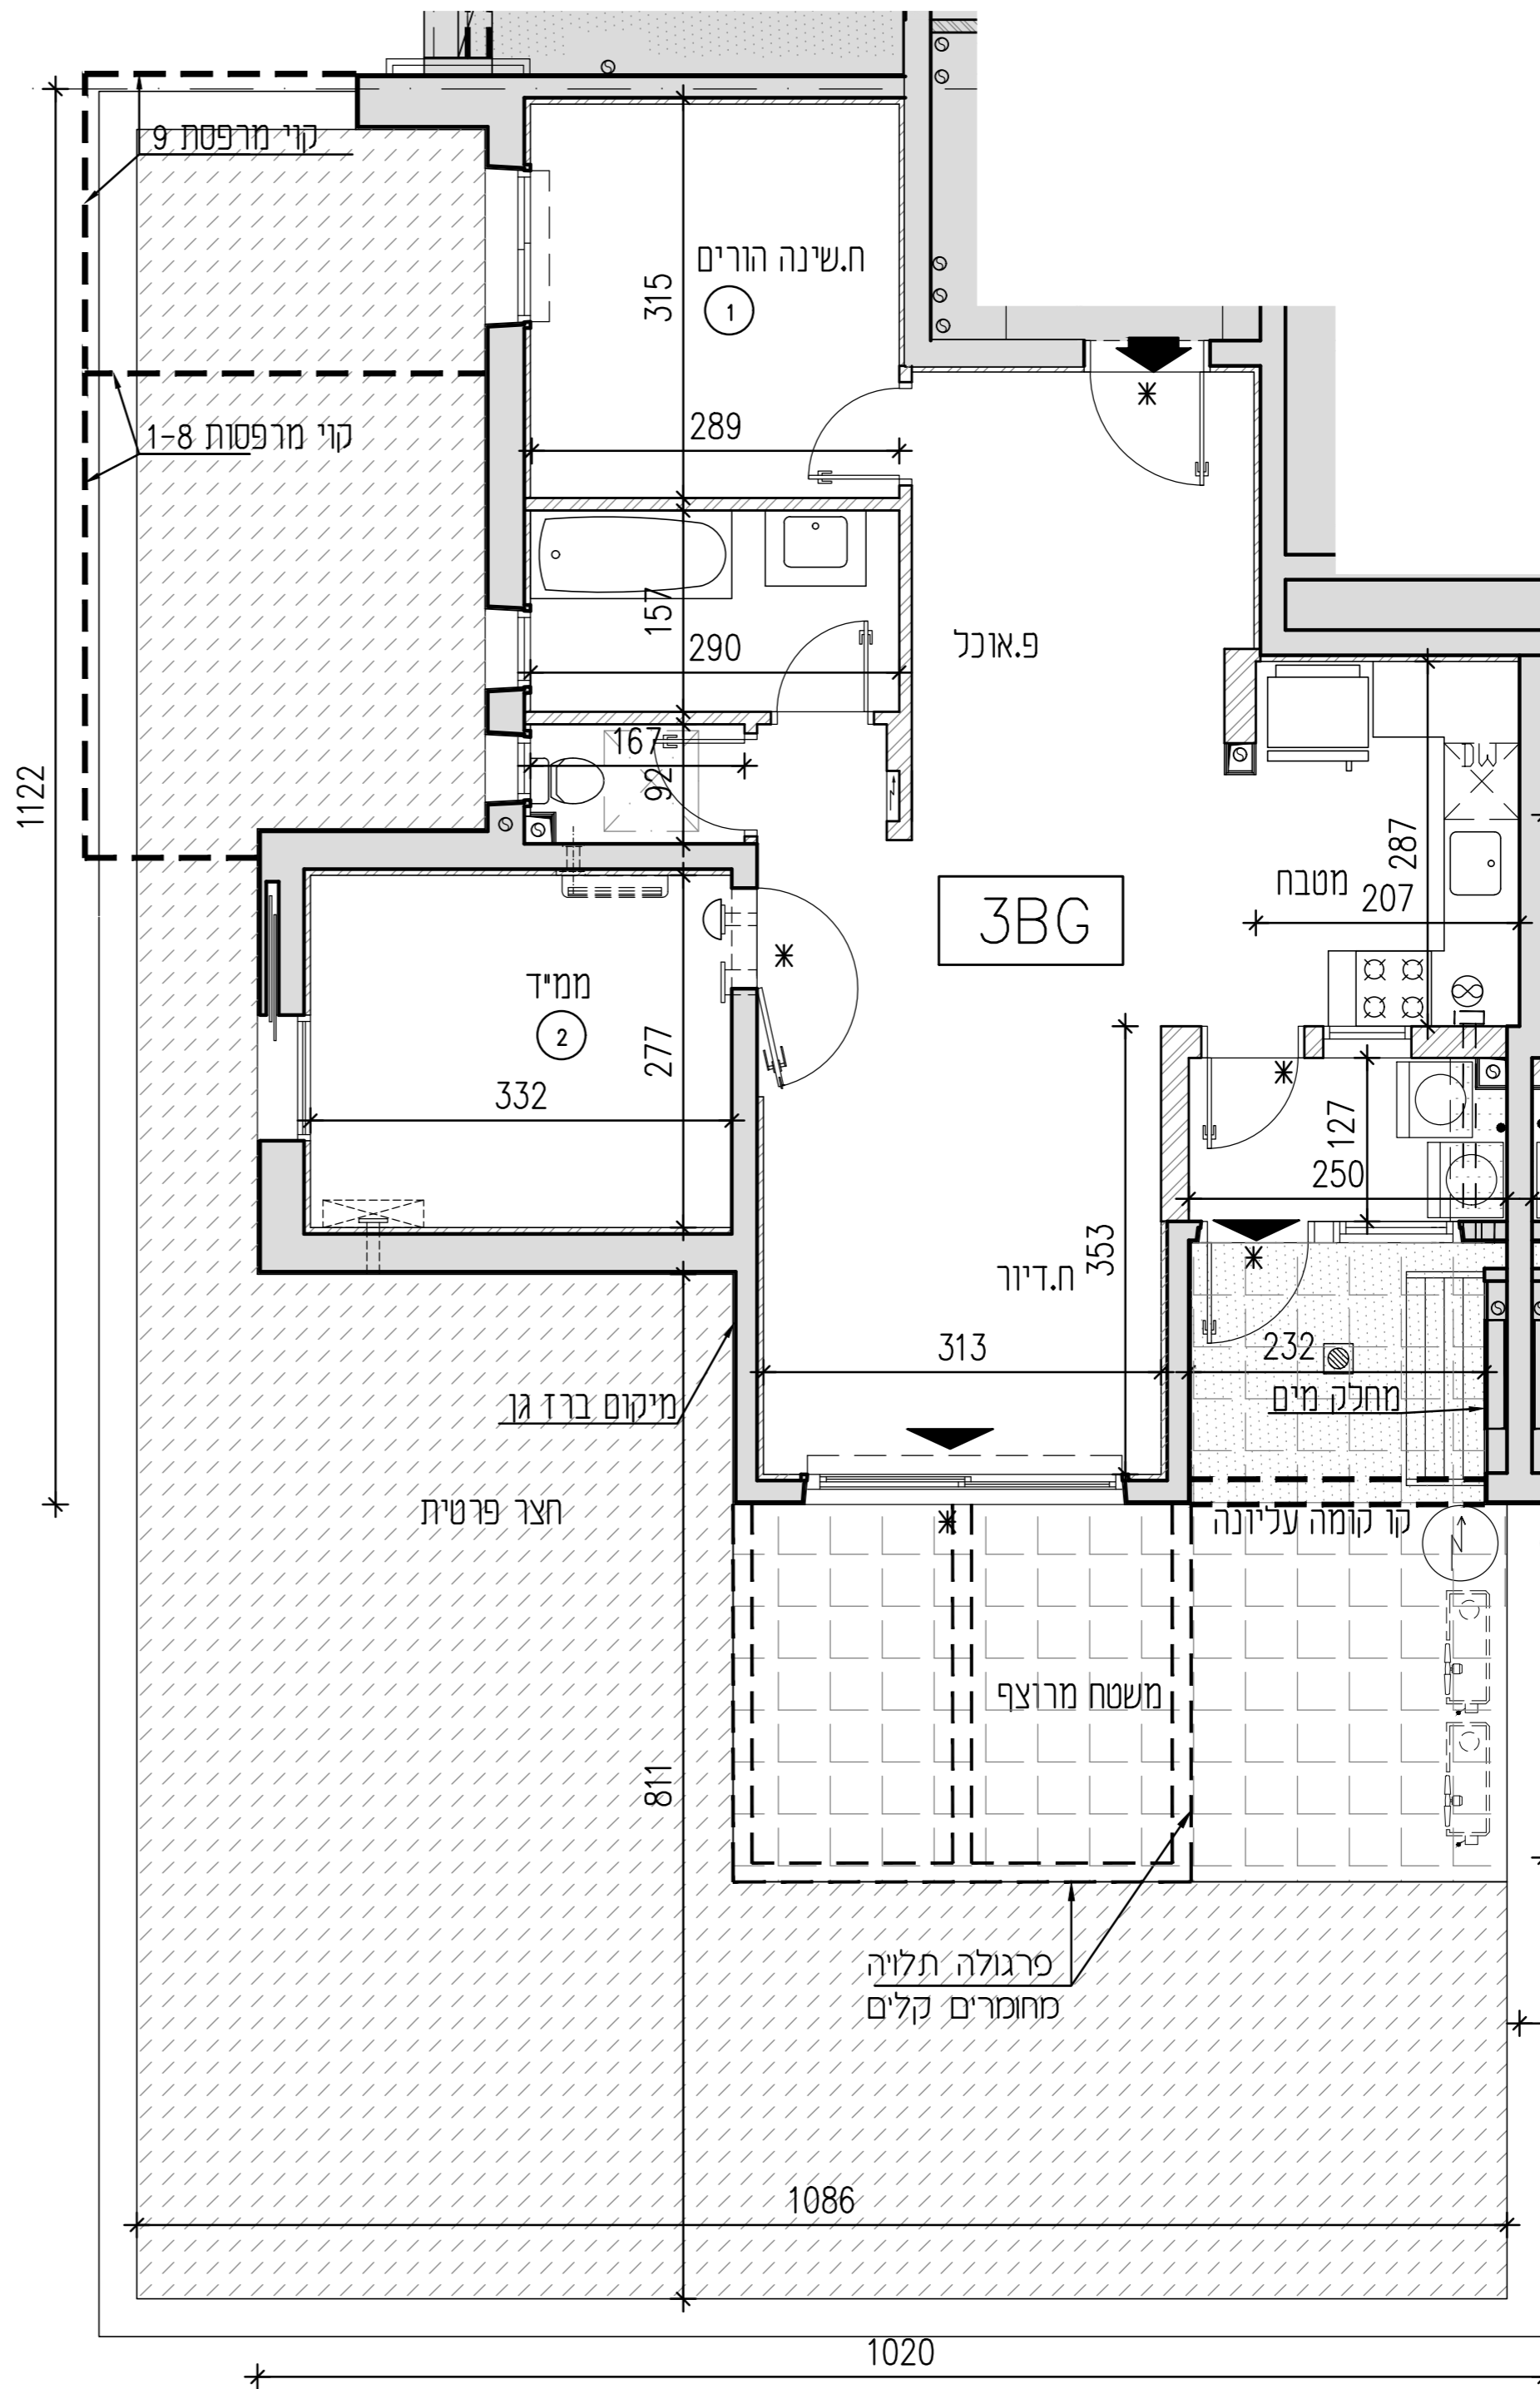 קוי מרפסת 9
ח.שינה הורים
1
315
289
קוי מרפסות 1-8
157
290
פ.אוכל
1122
167
92
DW
287
מטבח
207
3BG
ממ"ד
2
277
332
127
250
353
ח.דיור
313
232
מחלק מים
מיקום ברז גן
חצר פרטית
קו קומה עליונה
N
משטח מרוצף
811
פרגולה תלויה
מחומרים קלים
1086
1020